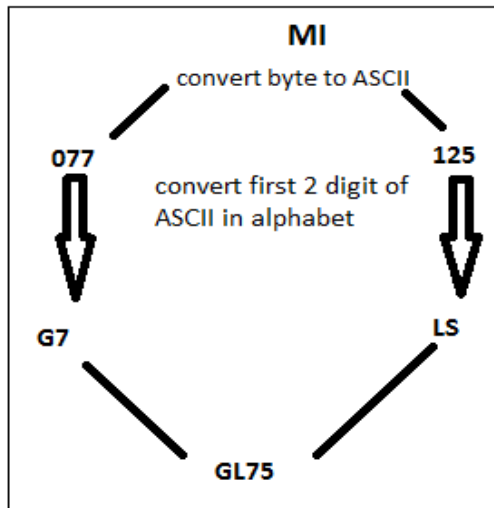 MI
convert byte to ASCII
077
125
convert first 2 digit of
ASCII in alphabet
G7
LS
GL75